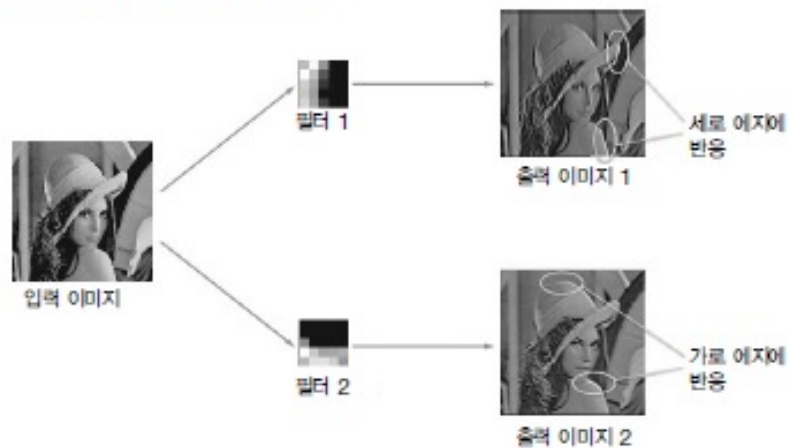 필터 1
세로 에지에
반응
출력 이미지 1
입력 이미지
필터 2
가로 에지에
반응
출력 이미지 2